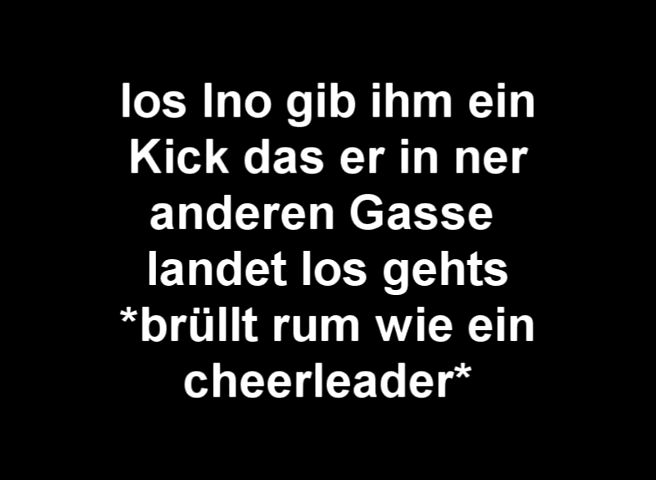 los Ino gib ihm ein
Kick das er in ner
anderen Gasse
landet los gehts
*brüllt rum wie ein
cheerleader*